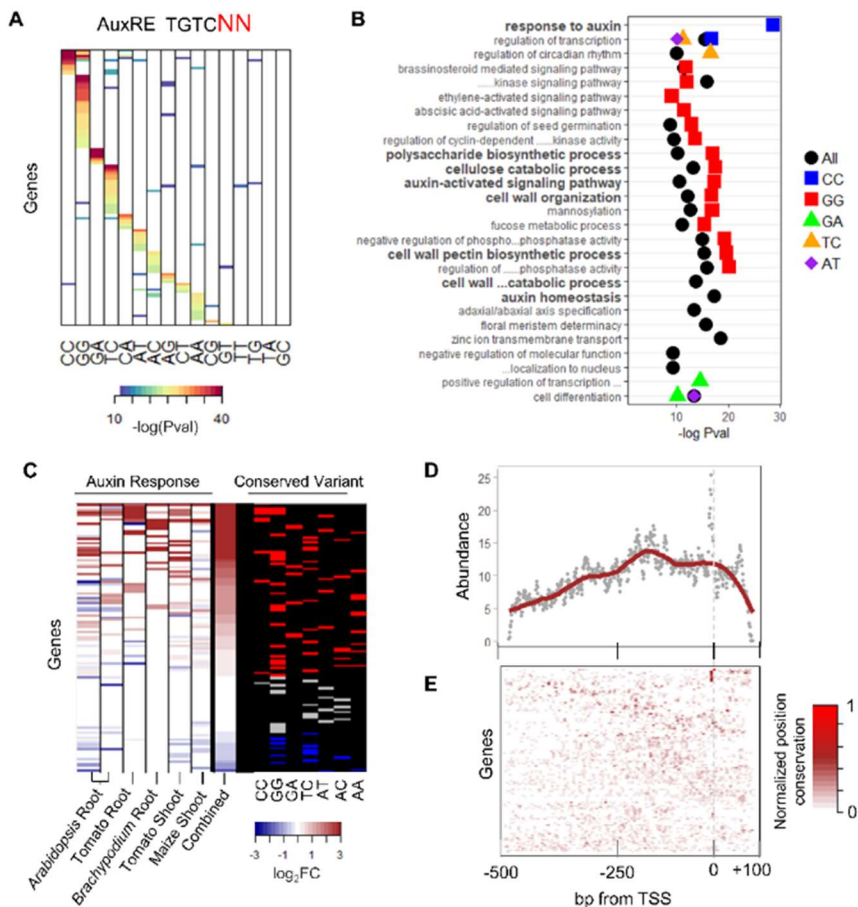 A
AuxRE TGTCNN
Genes
CC
GG
GA
TC
CA
AT
AC
AG
CT
AA
CG
GT
TT
TG
TA
GC
10 40
-log(Pval)
B
response to auxin
regulation of transcription
regulation of circadian rhythm
brassinosteroid mediated signaling pathway
......kinase signaling pathway
ethylene-activated signaling pathway
abscisic acid-activated signaling pathway
regulation of seed germination
regulation of cyclin-dependent ......kinase activity
polysaccharide biosynthetic process
cellulose catabolic process
auxin-activated signaling pathway
cell wall organization
mannosylation
fucose metabolic process
negative regulation of phospho...phosphatase activity
cell wall pectin biosynthetic process
regulation of ......phosphatase activity
cell wall ...catabolic process
auxin homeostasis
adaxial/abaxial axis specification
floral meristem determinacy
zinc ion transmembrane transport
negative regulation of molecular function
...localization to nucleus
positive regulation of transcription ...
cell differentiation
10 20 30
-log Pval
All
CC
GG
GA
TC
AT
C
Auxin Response Conserved Variant
Genes
Arabidopsis Root
Tomato Root
Brachypodium Root
Tomato Shoot
Maize Shoot
Combined
CC
GG
GA
TC
AT
AC
AA
-3 -1 1 3
log2FC
D
Abundance
25
20
15
10
5
0
E
Genes
-500 -250 0 +100
bp from TSS
Normalized position
conservation
1
0